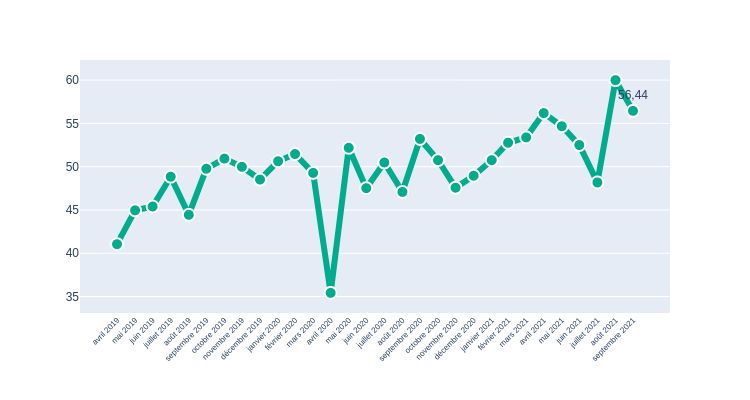 60
55
50
45
40
35
56,44
avril 2019
mai 2019
juin 2019
juillet 2019
août 2019
septembre 2019
octobre 2019
novembre 2019
décembre 2019
janvier 2020
février 2020
mars 2020
avril 2020
mai 2020
juin 2020
juillet 2020
août 2020
septembre 2020
octobre 2020
novembre 2020
décembre 2020
janvier 2021
février 2021
mars 2021
avril 2021
mai 2021
juin 2021
juillet 2021
août 2021
septembre 2021